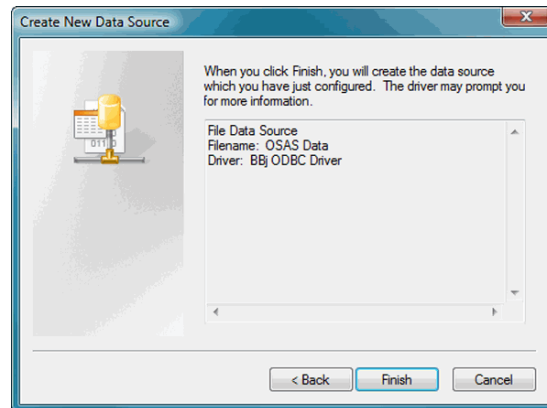 Create New Data Source
When you click Finish, you will create the data source
which you have just configured. The driver may prompt you
for more information.
File Data Source
Filename: OSAS Data
Driver: BBj ODBC Driver
< Back
Finish
Cancel